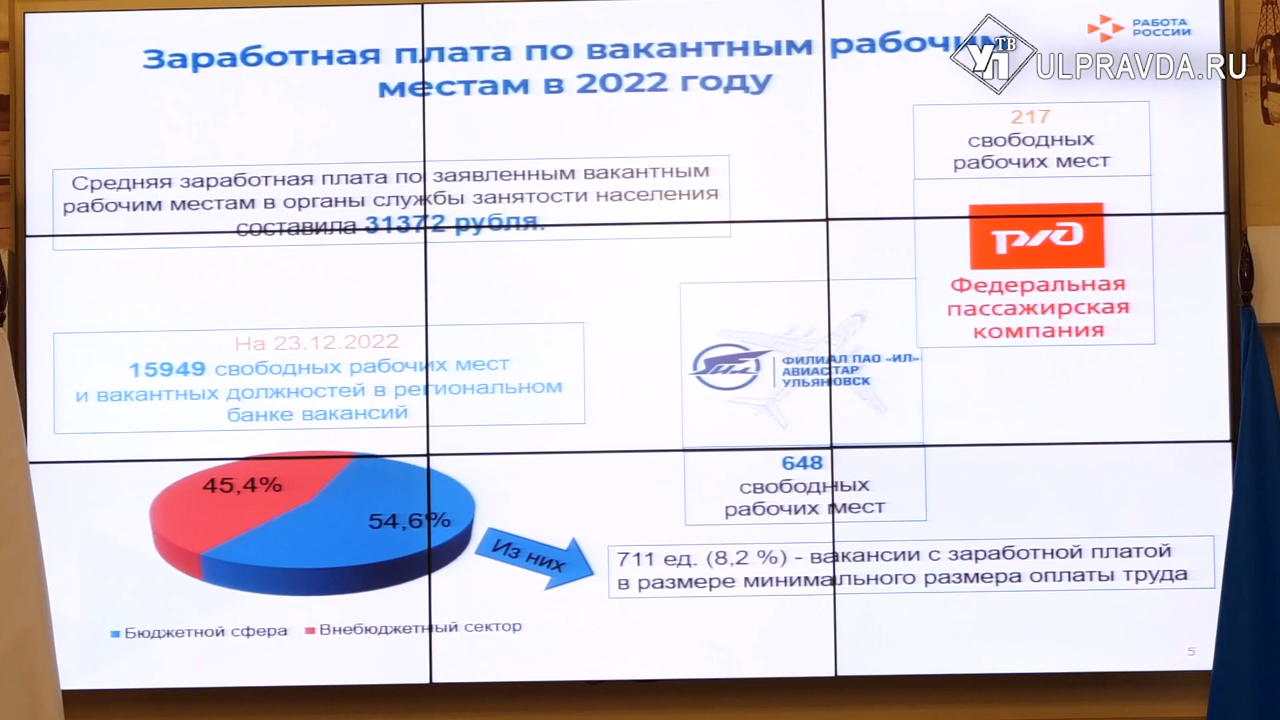 Заработная плата по вакантным рабочим
местам в 2022 году
РАБОТА
РОССИИ
УП ТВ
ULPRAVDA.RU
217
свободных
рабочих мест
Средняя заработная плата по заявленным вакантным
рабочим местам в органы службы занятости населения
составила 31372 рубля.
ржд
Федеральная
пассажирская
компания
На 23.12.2022
15949 свободных рабочих мест
и вакантных должностей в региональном
банке вакансий
ФИЛИАЛ ПАО «ИЛ»
АВИАСТАР
УЛЬЯНОВСК
648
свободных
рабочих мест
45,4%
54,6%
Из них
711 ед. (8,2 %) - вакансии с заработной платой
в размере минимального размера оплаты труда
Бюджетной сфера Внебюджетный сектор
5